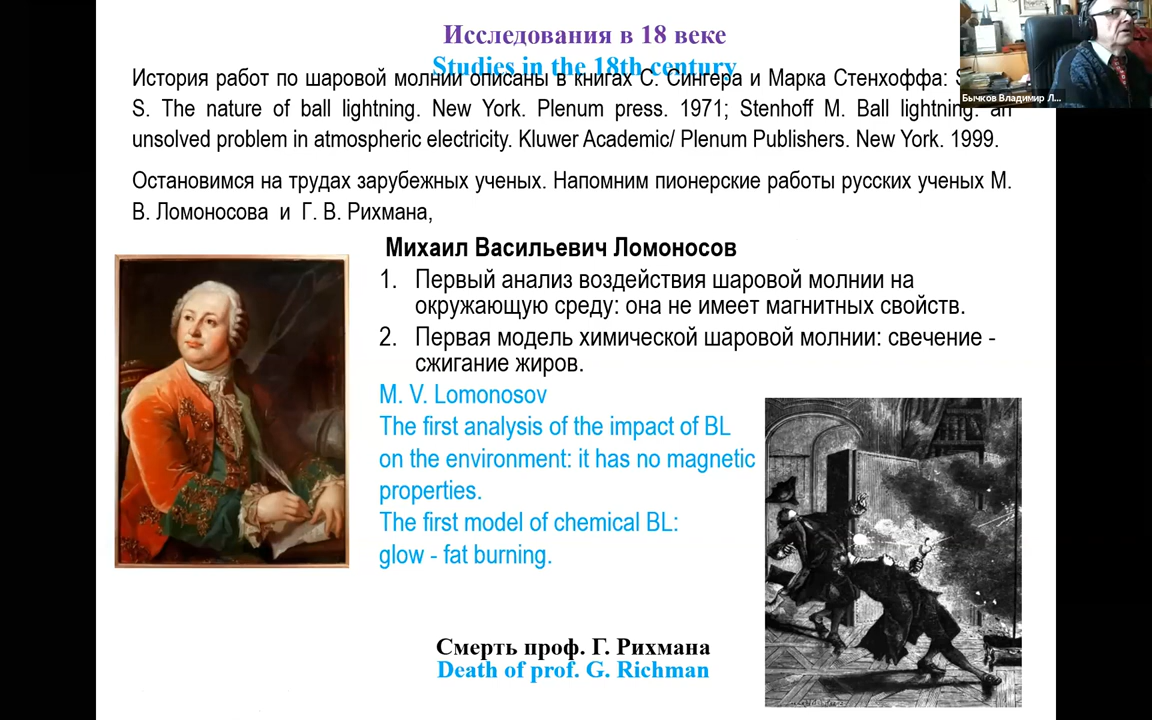 Исследования в 18 веке
Studies in the 18th century
История работ по шаровой молнии описаны в книгах С. Сингера и Марка Стенхоффа:
S. The nature of ball lightning. New York. Plenum press. 1971; Stenhoff M. Ball lightning: an
unsolved problem in atmospheric electricity. Kluwer Academic/ Plenum Publishers. New York. 1999.
Остановимся на трудах зарубежных ученых. Напомним пионерские работы русских ученых М.
В. Ломоносова и Г. В. Рихмана,
Михаил Васильевич Ломоносов
1. Первый анализ воздействия шаровой молнии на
окружающую среду: она не имеет магнитных свойств.
2. Первая модель химической шаровой молнии: свечение -
сжигание жиров.
M. V. Lomonosov
The first analysis of the impact of BL
on the environment: it has no magnetic
properties.
The first model of chemical BL:
glow - fat burning.
Смерть проф. Г. Рихмана
Death of prof. G. Richman
Бычков Владимир Л...